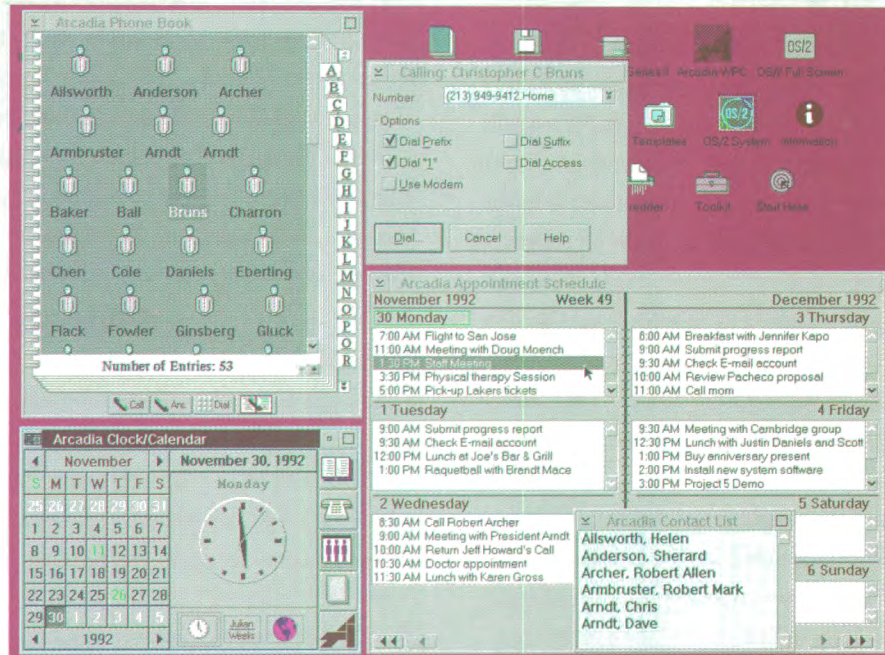 Arcadia Phone Book
Ailsworth Anderson Archer
Armbruster Arndt Arndt
Baker Ball Bruns Charron
Chen Cole Daniels Eberting
Flack Fowler Ginsberg Gluck
Number of Entries: 53
A
B
C
D
E
F
G
H
I
J
K
L
M
N
O
P
Q
R
Call Ans. Dial
Calling: Christopher C Bruns
Number (213) 949-9412.Home
Options
Dial Prefix Dial Suffix
Dial "1" Dial Access
Use Modem
Dial... Cancel Help
OS/2
Arcadia WPC OS/2 Full Screen
OS/2
Templates OS/2 System Information
Toolkit Start Here
Arcadia Appointment Schedule
November 1992 Week 49
30 Monday
7:00 AM Flight to San Jose
11:00 AM Meeting with Doug Moench
1:30 PM Staff Meeting
3:30 PM Physical therapy Session
5:00 PM Pick-up Lakers tickets
1 Tuesday
9:00 AM Submit progress report
9:30 AM Check E-mail account
12:00 PM Lunch at Joe's Bar & Grill
1:00 PM Raquetball with Brandt Mace
2 Wednesday
8:30 AM Call Robert Archer
9:00 AM Meeting with President Arndt
10:00 AM Return Jeff Howard's Call
10:30 AM Doctor appointment
11:30 AM Lunch with Karen Gross
December 1992
3 Thursday
8:00 AM Breakfast with Jennifer Kapo
9:00 AM Submit progress report
9:30 AM Check E-mail account
10:00 AM Review Pacheco proposal
11:00 AM Call mom
4 Friday
9:30 AM Meeting with Cambridge group
12:30 PM Lunch with Justin Daniels and Scott
1:00 PM Buy anniversary present
2:00 PM Install new system software
3:00 PM Project 5 Demo
5 Saturday
6 Sunday
Arcadia Contact List
Ailsworth, Helen
Anderson, Sherard
Archer, Robert Allen
Armbruster, Robert Mark
Arndt, Chris
Arndt, Dave
Arcadia Clock/Calendar
November
S M T W T F S
25 26 27 28 29 30 31
1 2 3 4 5 6 7
8 9 10 11 12 13 14
15 16 17 18 19 20 21
22 23 24 25 26 27 28
29 30 1 2 3 4 5
1992
November 30, 1992
Monday
Julian
Weeks